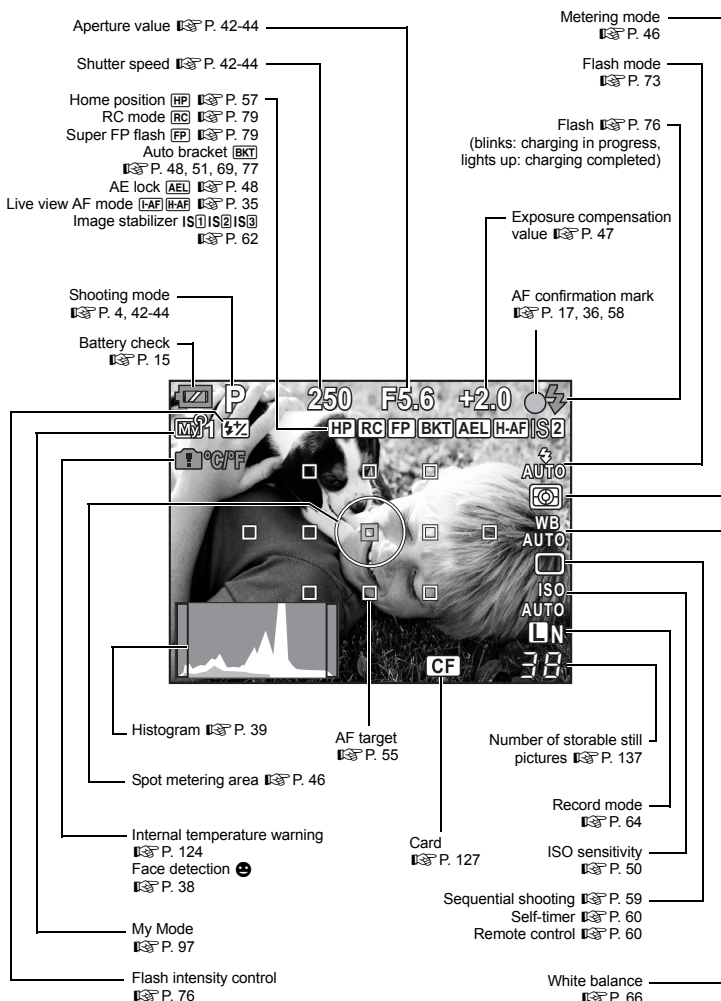 Aperture value ☞ P. 42-44
Shutter speed ☞ P. 42-44
Home position HP ☞ P. 57
RC mode RC ☞ P. 79
Super FP flash FP ☞ P. 79
Auto bracket BKT
☞ P. 48, 51, 69, 77
AE lock AEL ☞ P. 48
Live view AF mode I-AF H-AF ☞ P. 35
Image stabilizer IS1 IS2 IS3
☞ P. 62
Shooting mode
☞ P. 4, 42-44
Battery check
☞ P. 15
Metering mode
☞ P. 46
Flash mode
☞ P. 73
Flash ☞ P. 76
(blinks: charging in progress,
lights up: charging completed)
Exposure compensation
value ☞ P. 47
AF confirmation mark
☞ P. 17, 36, 58
P 250 F5.6 +2.0
My 1 HP RC FP BKT AEL H-AF IS 2
°C/°F
AUTO
WB
AUTO
ISO
AUTO
L N
CF 38
Histogram ☞ P. 39
Spot metering area ☞ P. 46
Internal temperature warning
☞ P. 124
Face detection
☞ P. 38
My Mode
☞ P. 97
Flash intensity control
☞ P. 76
AF target
☞ P. 55
Card
☞ P. 127
Number of storable still
pictures ☞ P. 137
Record mode
☞ P. 64
ISO sensitivity
☞ P. 50
Sequential shooting ☞ P. 59
Self-timer ☞ P. 60
Remote control ☞ P. 60
White balance
☞ P. 66